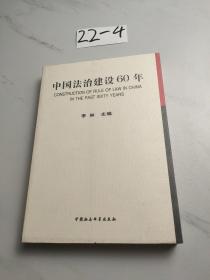 22-4
中国法治建设60年
CONSTRUCTION OF RULE OF LAW IN CHINA
IN THE PAST SIXTY YEARS
李林 主编
中国社会科学出版社